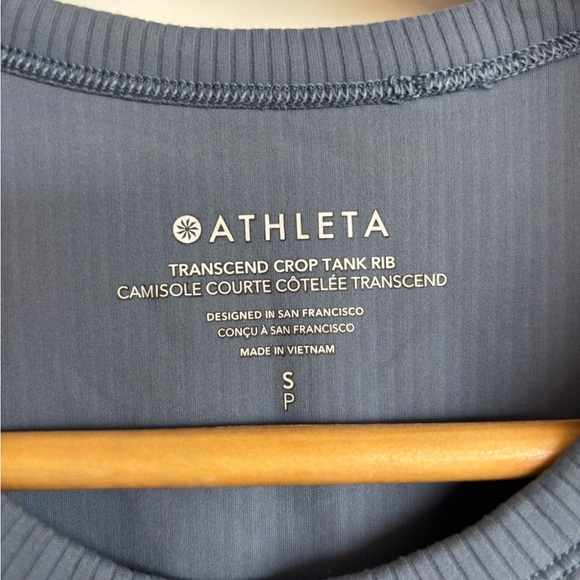 ATHLETA
TRANSCEND CROP TANK RIB
CAMISOLE COURTE CÔTELÉE TRANSCEND
DESIGNED IN SAN FRANCISCO
CONÇU À SAN FRANCISCO
MADE IN VIETNAM
S
P